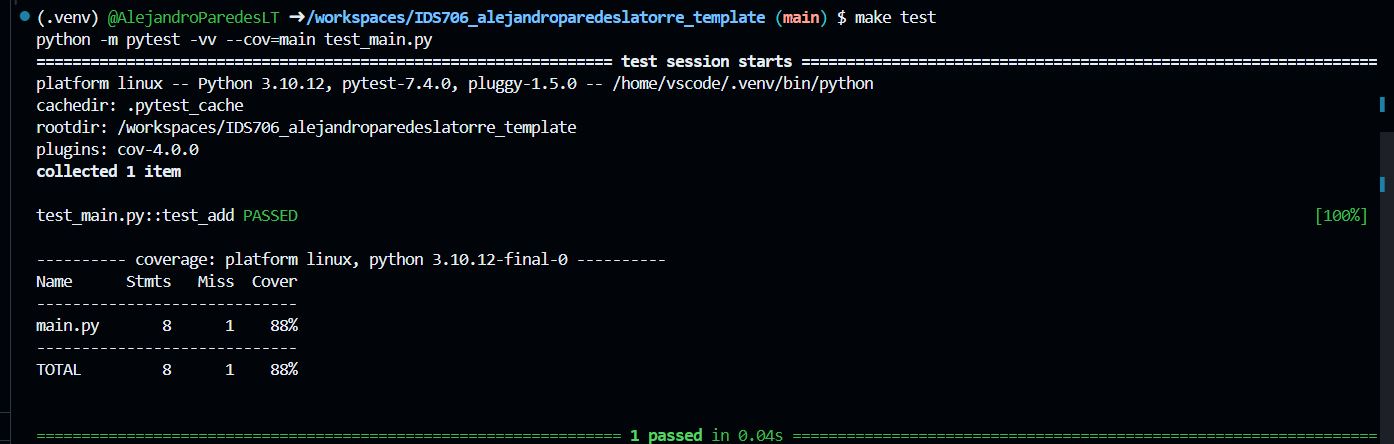 (.venv) @AlejandroParedesLT ➜/workspaces/IDS706_alejandroparedeslatorre_template (main) $ make test
python -m pytest -vv --cov=main test_main.py
================================================================ test session starts ================================================================
platform linux -- Python 3.10.12, pytest-7.4.0, pluggy-1.5.0 -- /home/vscode/.venv/bin/python
cachedir: .pytest_cache
rootdir: /workspaces/IDS706_alejandroparedeslatorre_template
plugins: cov-4.0.0
collected 1 item
test_main.py::test_add PASSED [100%]
---------- coverage: platform linux, python 3.10.12-final-0 ----------
Name Stmts Miss Cover
-----------------------------
main.py 8 1 88%
-----------------------------
TOTAL 8 1 88%
================================================================= 1 passed in 0.04s =================================================================